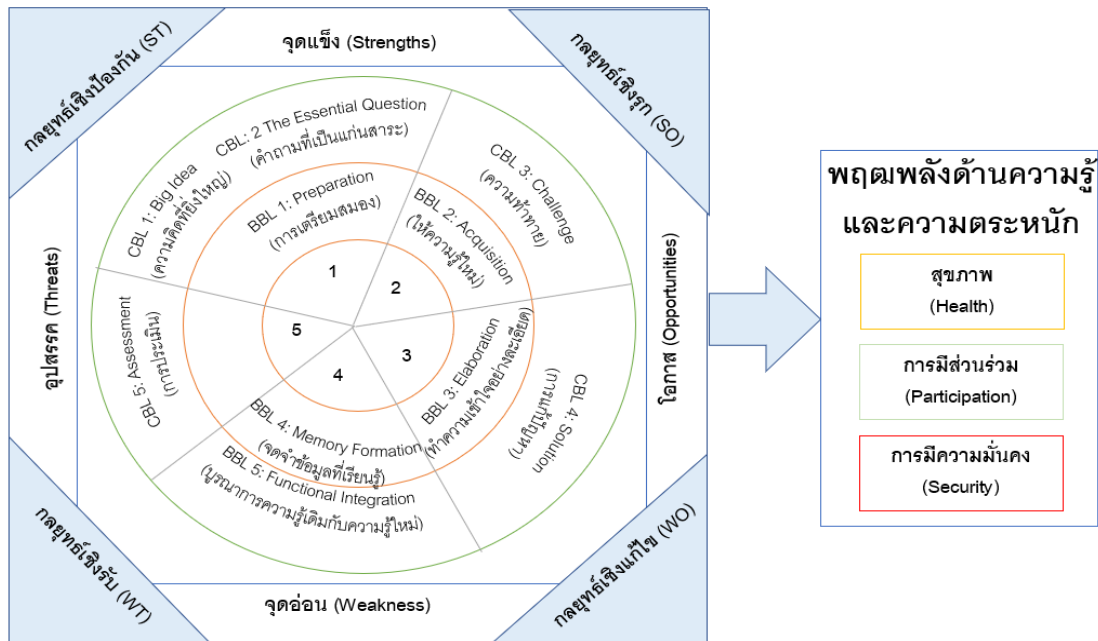 จุดแข็ง (Strengths)
กลยุทธ์เชิงป้องกัน (ST)
กลยุทธ์เชิงรุก (SO)
CBL: 2 The Essential Question
(คำถามที่เป็นแก่นสาระ)
CBL 1: Big Idea
(ความคิดที่ยิ่งใหญ่)
CBL 3: Challenge
(ความท้าทาย)
BBL 1: Preparation
(การเตรียมสมอง)
BBL 2: Acquisition
(ให้ความรู้ใหม่)
1
2
3
4
5
อุปสรรค (Threats)
โอกาส (Opportunities)
CBL 5: Assessment
(การประเมิน)
BBL 3: Elaboration
(ทำความเข้าใจอย่างละเอียด)
CBL 4: Solution
(การแก้ปัญหา)
BBL 4: Memory Formation
(จดจำข้อมูลที่เรียนรู้)
BBL 5: Functional Integration
(บูรณาการความรู้เดิมกับความรู้ใหม่)
กลยุทธ์เชิงรับ (WT)
จุดอ่อน (Weakness)
กลยุทธ์เชิงแก้ไข (WO)
พฤฒพลังด้านความรู้
และความตระหนัก
สุขภาพ
(Health)
การมีส่วนร่วม
(Participation)
การมีความมั่นคง
(Security)